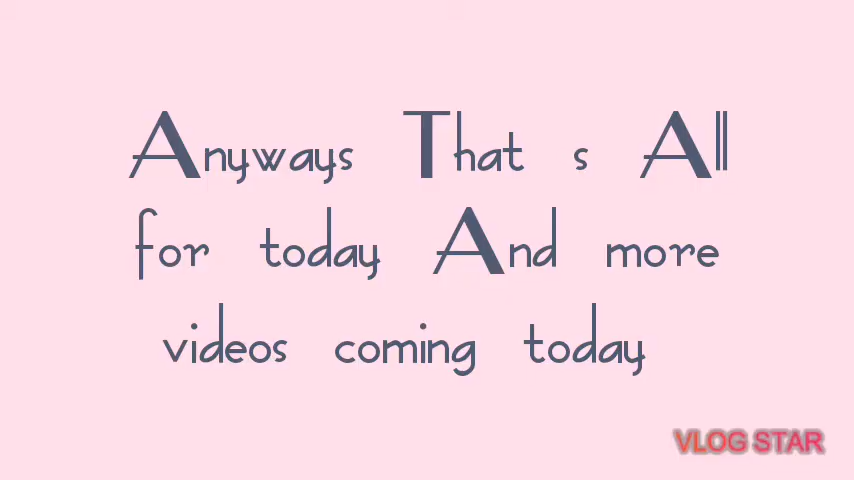 Anyways That s All
for today And more
videos coming today
VLOG STAR